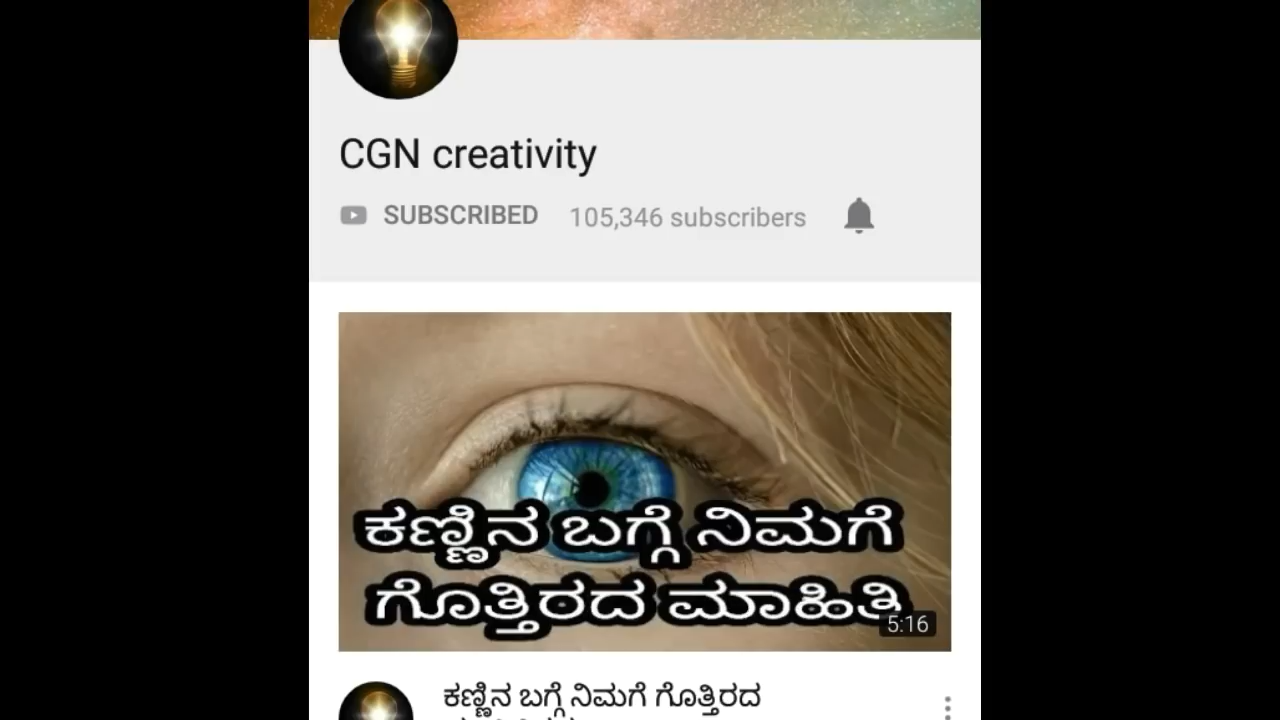 CGN creativity
SUBSCRIBED 105,346 subscribers
ಕಣ್ಣಿನ ಬಗ್ಗೆ ನಿಮಗೆ
ಗೊತ್ತಿರದ ಮಾಹಿತಿ
5:16
ಕಣ್ಣಿನ ಬಗ್ಗೆ ನಿಮಗೆ ಗೊತ್ತಿರದ